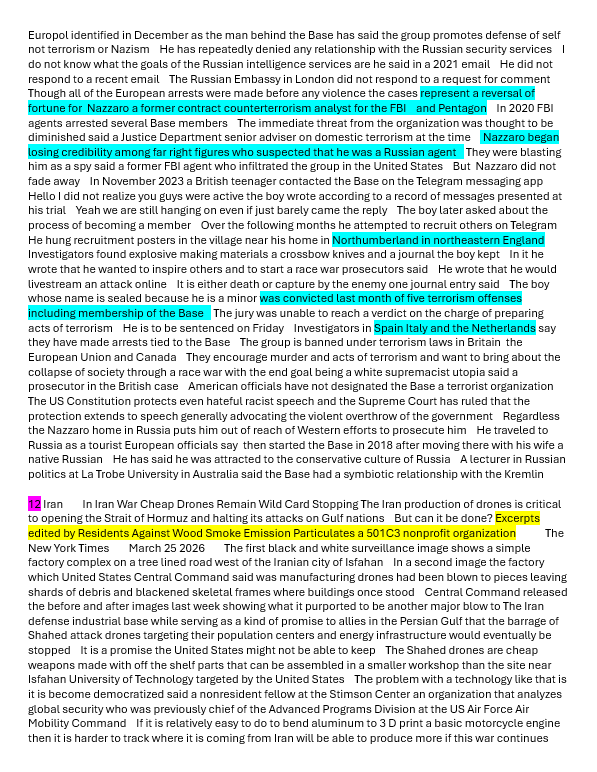 Europol identified in December as the man behind the Base has said the group promotes defense of self
not terrorism or Nazism    He has repeatedly denied any relationship with the Russian security services    I
do not know what the goals of the Russian intelligence services are he said in a 2021 email    He did not
respond to a recent email    The Russian Embassy in London did not respond to a request for comment
Though all of the European arrests were made before any violence the cases represent a reversal of
fortune for  Nazzaro a former contract counterterrorism analyst for the FBI    and Pentagon    In 2020 FBI
agents arrested several Base members    The immediate threat from the organization was thought to be
diminished said a Justice Department senior adviser on domestic terrorism at the time    Nazzaro began
losing credibility among far right figures who suspected that he was a Russian agent    They were blasting
him as a spy said a former FBI agent who infiltrated the group in the United States    But  Nazzaro did not
fade away    In November 2023 a British teenager contacted the Base on the Telegram messaging app
Hello I did not realize you guys were active the boy wrote according to a record of messages presented at
his trial    Yeah we are still hanging on even if just barely came the reply    The boy later asked about the
process of becoming a member    Over the following months he attempted to recruit others on Telegram
He hung recruitment posters in the village near his home in Northumberland in northeastern England
Investigators found explosive making materials a crossbow knives and a journal the boy kept    In it he
wrote that he wanted to inspire others and to start a race war prosecutors said    He wrote that he would
livestream an attack online    It is either death or capture by the enemy one journal entry said    The boy
whose name is sealed because he is a minor was convicted last month of five terrorism offenses
including membership of the Base    The jury was unable to reach a verdict on the charge of preparing
acts of terrorism    He is to be sentenced on Friday    Investigators in Spain Italy and the Netherlands say
they have made arrests tied to the Base    The group is banned under terrorism laws in Britain  the
European Union and Canada    They encourage murder and acts of terrorism and want to bring about the
collapse of society through a race war with the end goal being a white supremacist utopia said a
prosecutor in the British case    American officials have not designated the Base a terrorist organization
The US Constitution protects even hateful racist speech and the Supreme Court has ruled that the
protection extends to speech generally advocating the violent overthrow of the government    Regardless
the Nazzaro home in Russia puts him out of reach of Western efforts to prosecute him    He traveled to
Russia as a tourist European officials say  then started the Base in 2018 after moving there with his wife a
native Russian    He has said he was attracted to the conservative culture of Russia    A lecturer in Russian
politics at La Trobe University in Australia said the Base had a symbiotic relationship with the Kremlin
12 Iran    In Iran War Cheap Drones Remain Wild Card Stopping The Iran production of drones is critical
to opening the Strait of Hormuz and halting its attacks on Gulf nations    But can it be done? Excerpts
edited by Residents Against Wood Smoke Emission Particulates a 501C3 nonprofit organization    The
New York Times    March 25 2026    The first black and white surveillance image shows a simple
factory complex on a tree lined road west of the Iranian city of Isfahan    In a second image the factory
which United States Central Command said was manufacturing drones had been blown to pieces leaving
shards of debris and blackened skeletal frames where buildings once stood    Central Command released
the before and after images last week showing what it purported to be another major blow to The Iran
defense industrial base while serving as a kind of promise to allies in the Persian Gulf that the barrage of
Shahed attack drones targeting their population centers and energy infrastructure would eventually be
stopped    It is a promise the United States might not be able to keep    The Shahed drones are cheap
weapons made with off the shelf parts that can be assembled in a smaller workshop than the site near
Isfahan University of Technology targeted by the United States    The problem with a technology like that is
it is become democratized said a nonresident fellow at the Stimson Center an organization that analyzes
global security who was previously chief of the Advanced Programs Division at the US Air Force Air
Mobility Command    If it is relatively easy to do to bend aluminum to 3 D print a basic motorcycle engine
then it is harder to track where it is coming from Iran will be able to produce more if this war continues